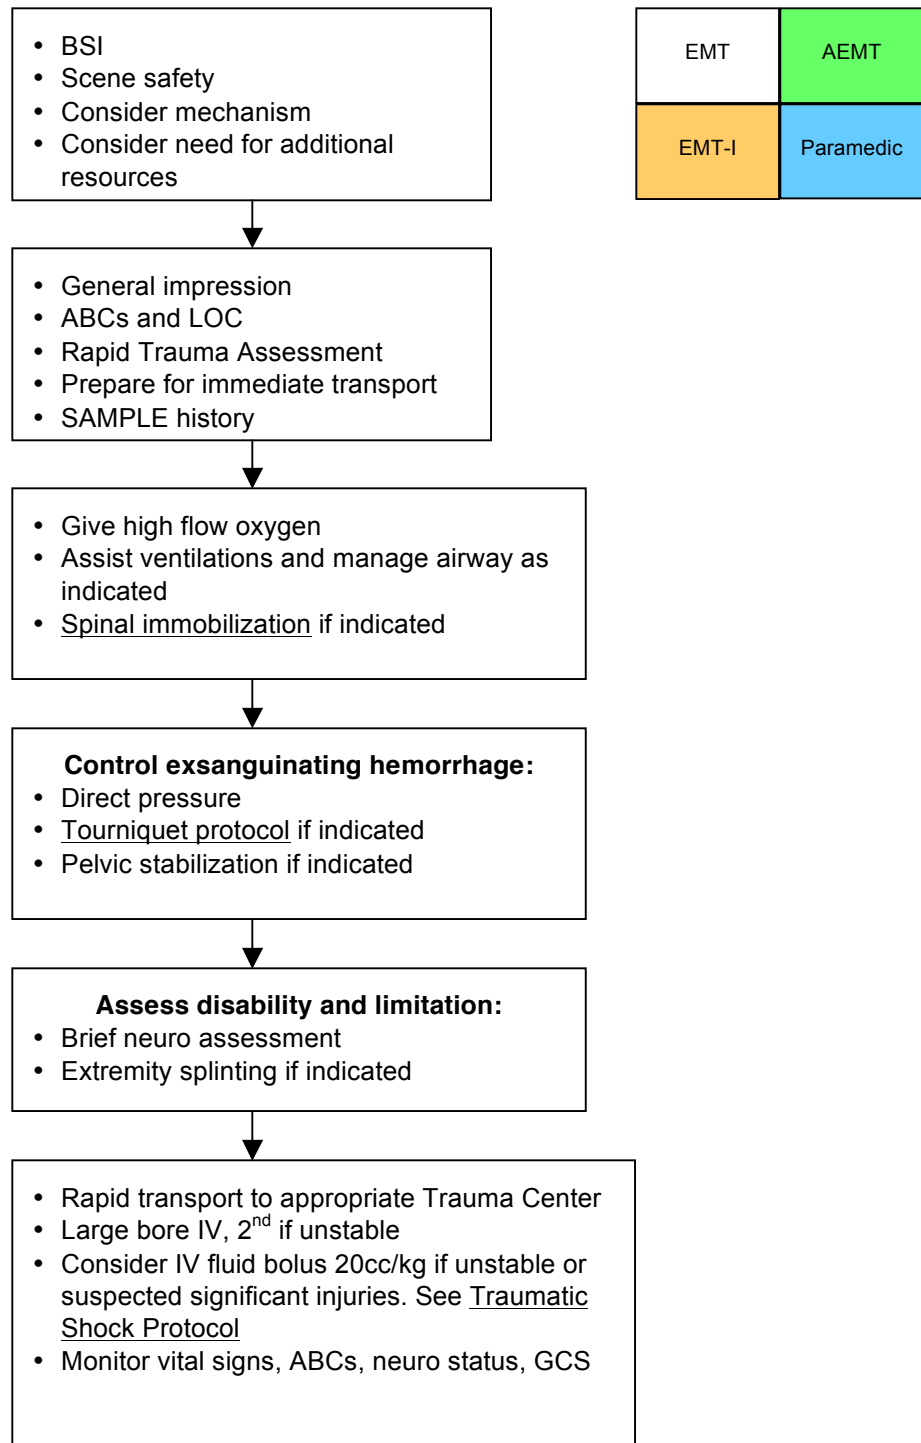 • BSI
• Scene safety
• Consider mechanism
• Consider need for additional
resources
EMT
AEMT
EMT-I
Paramedic
• General impression
• ABCs and LOC
• Rapid Trauma Assessment
• Prepare for immediate transport
• SAMPLE history
• Give high flow oxygen
• Assist ventilations and manage airway as
indicated
• Spinal immobilization if indicated
Control exsanguinating hemorrhage:
• Direct pressure
• Tourniquet protocol if indicated
• Pelvic stabilization if indicated
Assess disability and limitation:
• Brief neuro assessment
• Extremity splinting if indicated
• Rapid transport to appropriate Trauma Center
• Large bore IV, 2nd if unstable
• Consider IV fluid bolus 20cc/kg if unstable or
suspected significant injuries. See Traumatic
Shock Protocol
• Monitor vital signs, ABCs, neuro status, GCS